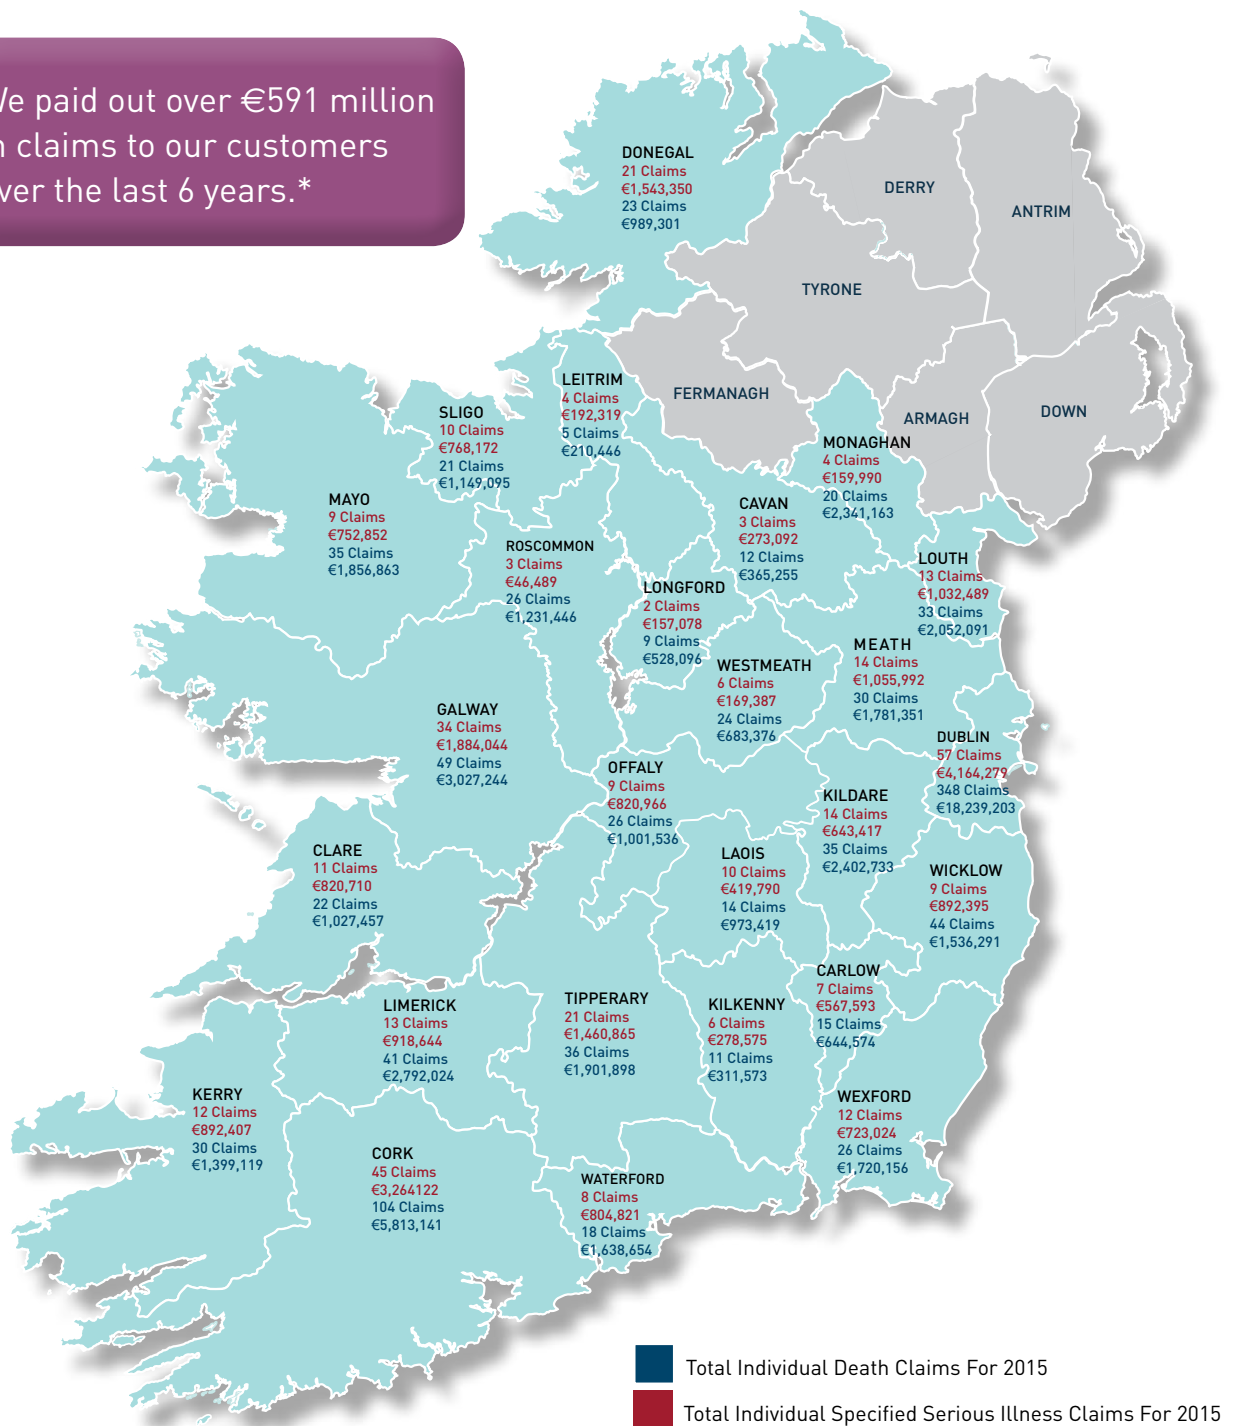 We paid out over €591 million
claims to our customers
over the last 6 years.*
DONEGAL
21 Claims
€1,543,350
23 Claims
€989,301
DERRY
ANTRIM
TYRONE
FERMANAGH
ARMAGH
DOWN
LEITRIM
4 Claims
€192,319
5 Claims
€210,446
SLIGO
10 Claims
€768,172
21 Claims
€1,149,095
MONAGHAN
4 Claims
€159,990
20 Claims
€2,341,163
MAYO
9 Claims
€752,852
35 Claims
€1,856,863
CAVAN
3 Claims
€273,092
12 Claims
€365,255
ROSCOMMON
3 Claims
€46,489
26 Claims
€1,231,446
LOUTH
13 Claims
€1,032,489
33 Claims
€2,052,091
LONGFORD
2 Claims
€157,078
9 Claims
€528,096
MEATH
14 Claims
€1,055,992
30 Claims
€1,781,351
WESTMEATH
6 Claims
€169,387
24 Claims
€683,376
GALWAY
34 Claims
€1,884,044
49 Claims
€3,027,244
DUBLIN
57 Claims
€4,164,279
348 Claims
€18,239,203
OFFALY
9 Claims
€820,966
26 Claims
€1,001,536
KILDARE
14 Claims
€643,417
35 Claims
€2,402,733
CLARE
11 Claims
€820,710
22 Claims
€1,027,457
LAOIS
10 Claims
€419,790
14 Claims
€973,419
WICKLOW
9 Claims
€892,395
44 Claims
€1,536,291
CARLOW
7 Claims
€567,593
15 Claims
€644,574
LIMERICK
13 Claims
€918,644
41 Claims
€2,792,024
TIPPERARY
21 Claims
€1,460,865
36 Claims
€1,901,898
KILKENNY
6 Claims
€278,575
11 Claims
€311,573
KERRY
12 Claims
€892,407
30 Claims
€1,399,119
WEXFORD
12 Claims
€723,024
26 Claims
€1,720,156
CORK
45 Claims
€3,264122
104 Claims
€5,813,141
WATERFORD
8 Claims
€804,821
18 Claims
€1,638,654
Total Individual Death Claims For 2015
Total Individual Specified Serious Illness Claims For 2015